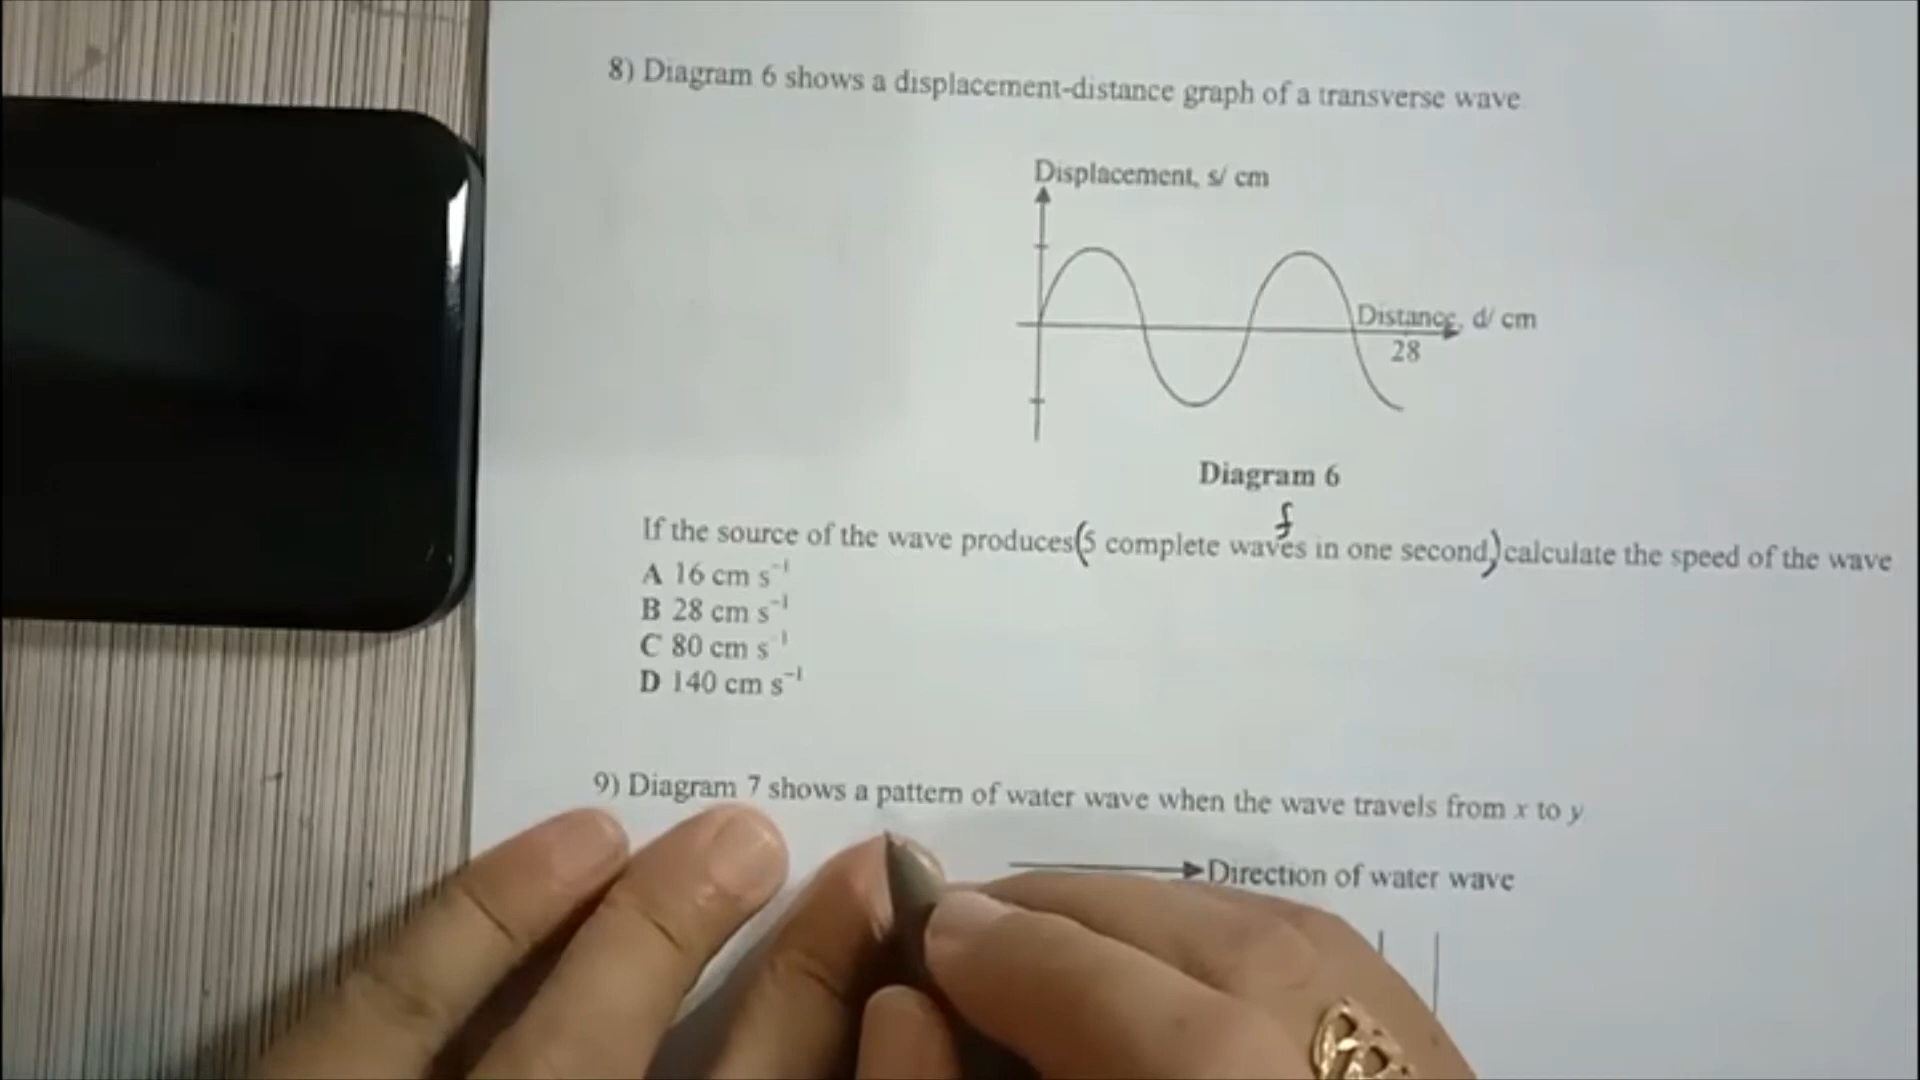 8) Diagram 6 shows a displacement-distance graph of a transverse wave
Displacement, s/ cm
Distance, d/ cm
28
Diagram 6
f
If the source of the wave produces(5 complete waves in one second,)calculate the speed of the wave
A 16 cm s⁻¹
B 28 cm s⁻¹
C 80 cm s⁻¹
D 140 cm s⁻¹
9) Diagram 7 shows a pattern of water wave when the wave travels from x to y
Direction of water wave